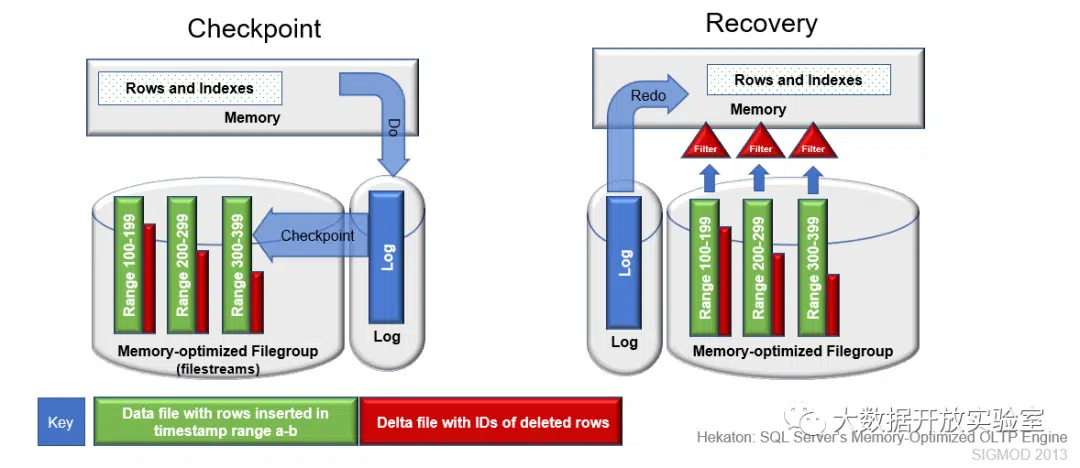 Checkpoint
Rows and Indexes
Memory
Do
Checkpoint
Range 100-199
Range 200-299
Range 300-399
Log
Log
Memory-optimized Filegroup
(filestreams)
Recovery
Rows and Indexes
Memory
Redo
Filter
Filter
Filter
Log
Log
Range 100-199
Range 200-299
Range 300-399
Memory-optimized Filegroup
Key
Data file with rows inserted in
timestamp range a-b
Delta file with IDs of deleted rows
大数据开放实验室
Hekaton: SQL Server's Memory-Optimized OLTP Engine
SIGMOD 2013